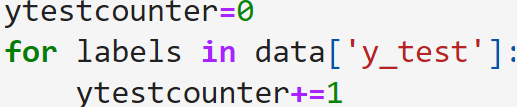 ytestcounter=0
for labels in data['y_test']:
    ytestcounter+=1